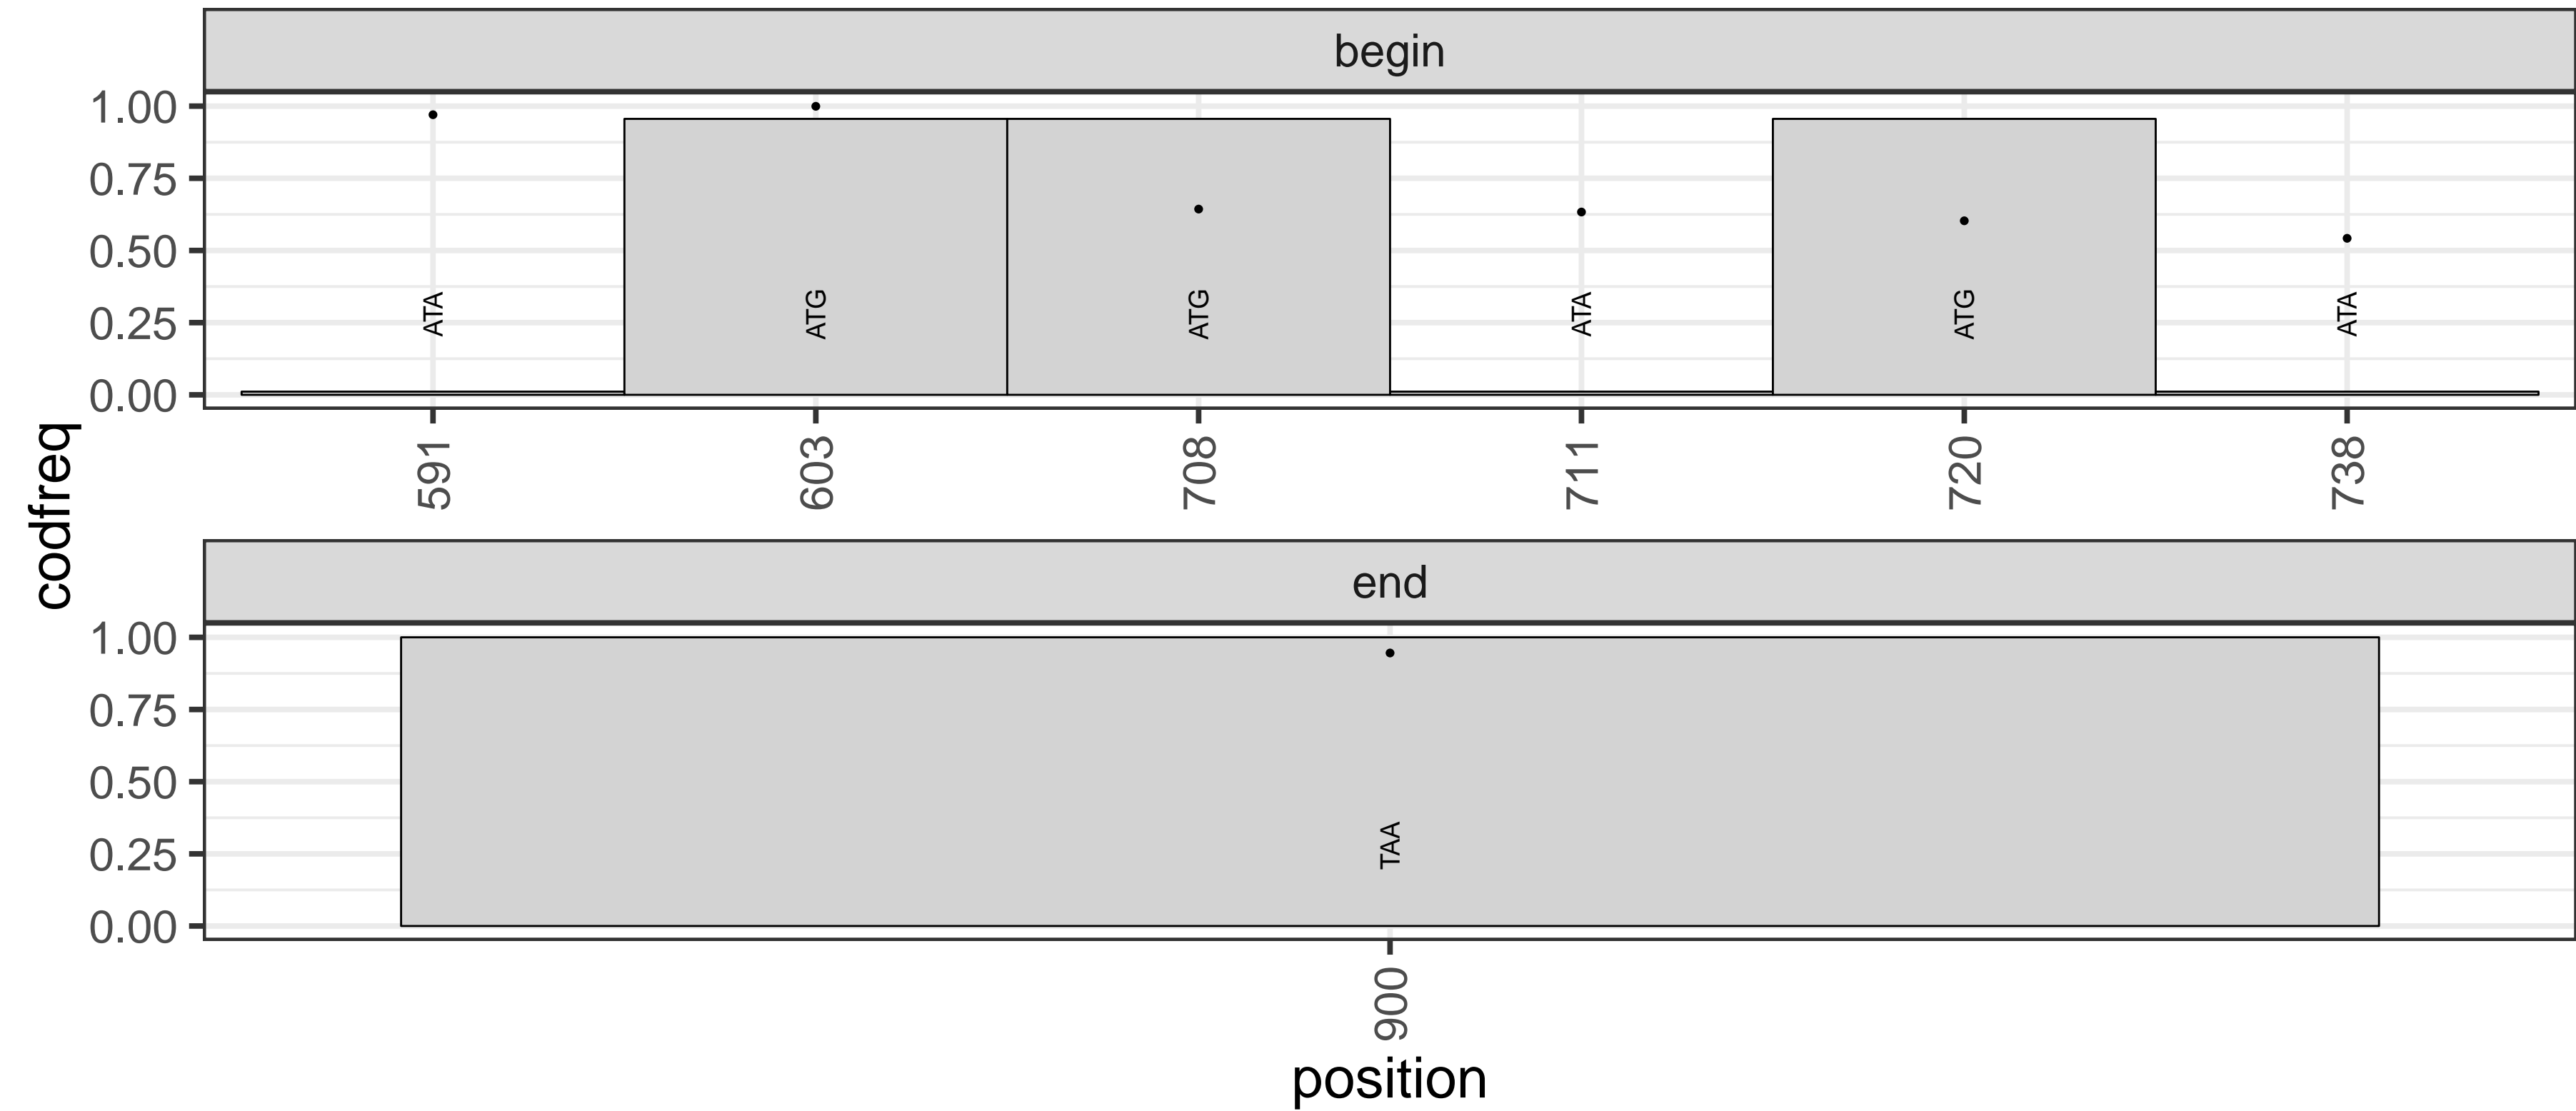 begin
1.00
0.75
0.50
0.25
0.00
ATA
ATG
ATG
ATA
ATG
ATA
591
603
708
711
720
738
codfreq
end
1.00
0.75
0.50
0.25
0.00
TAA
900
position